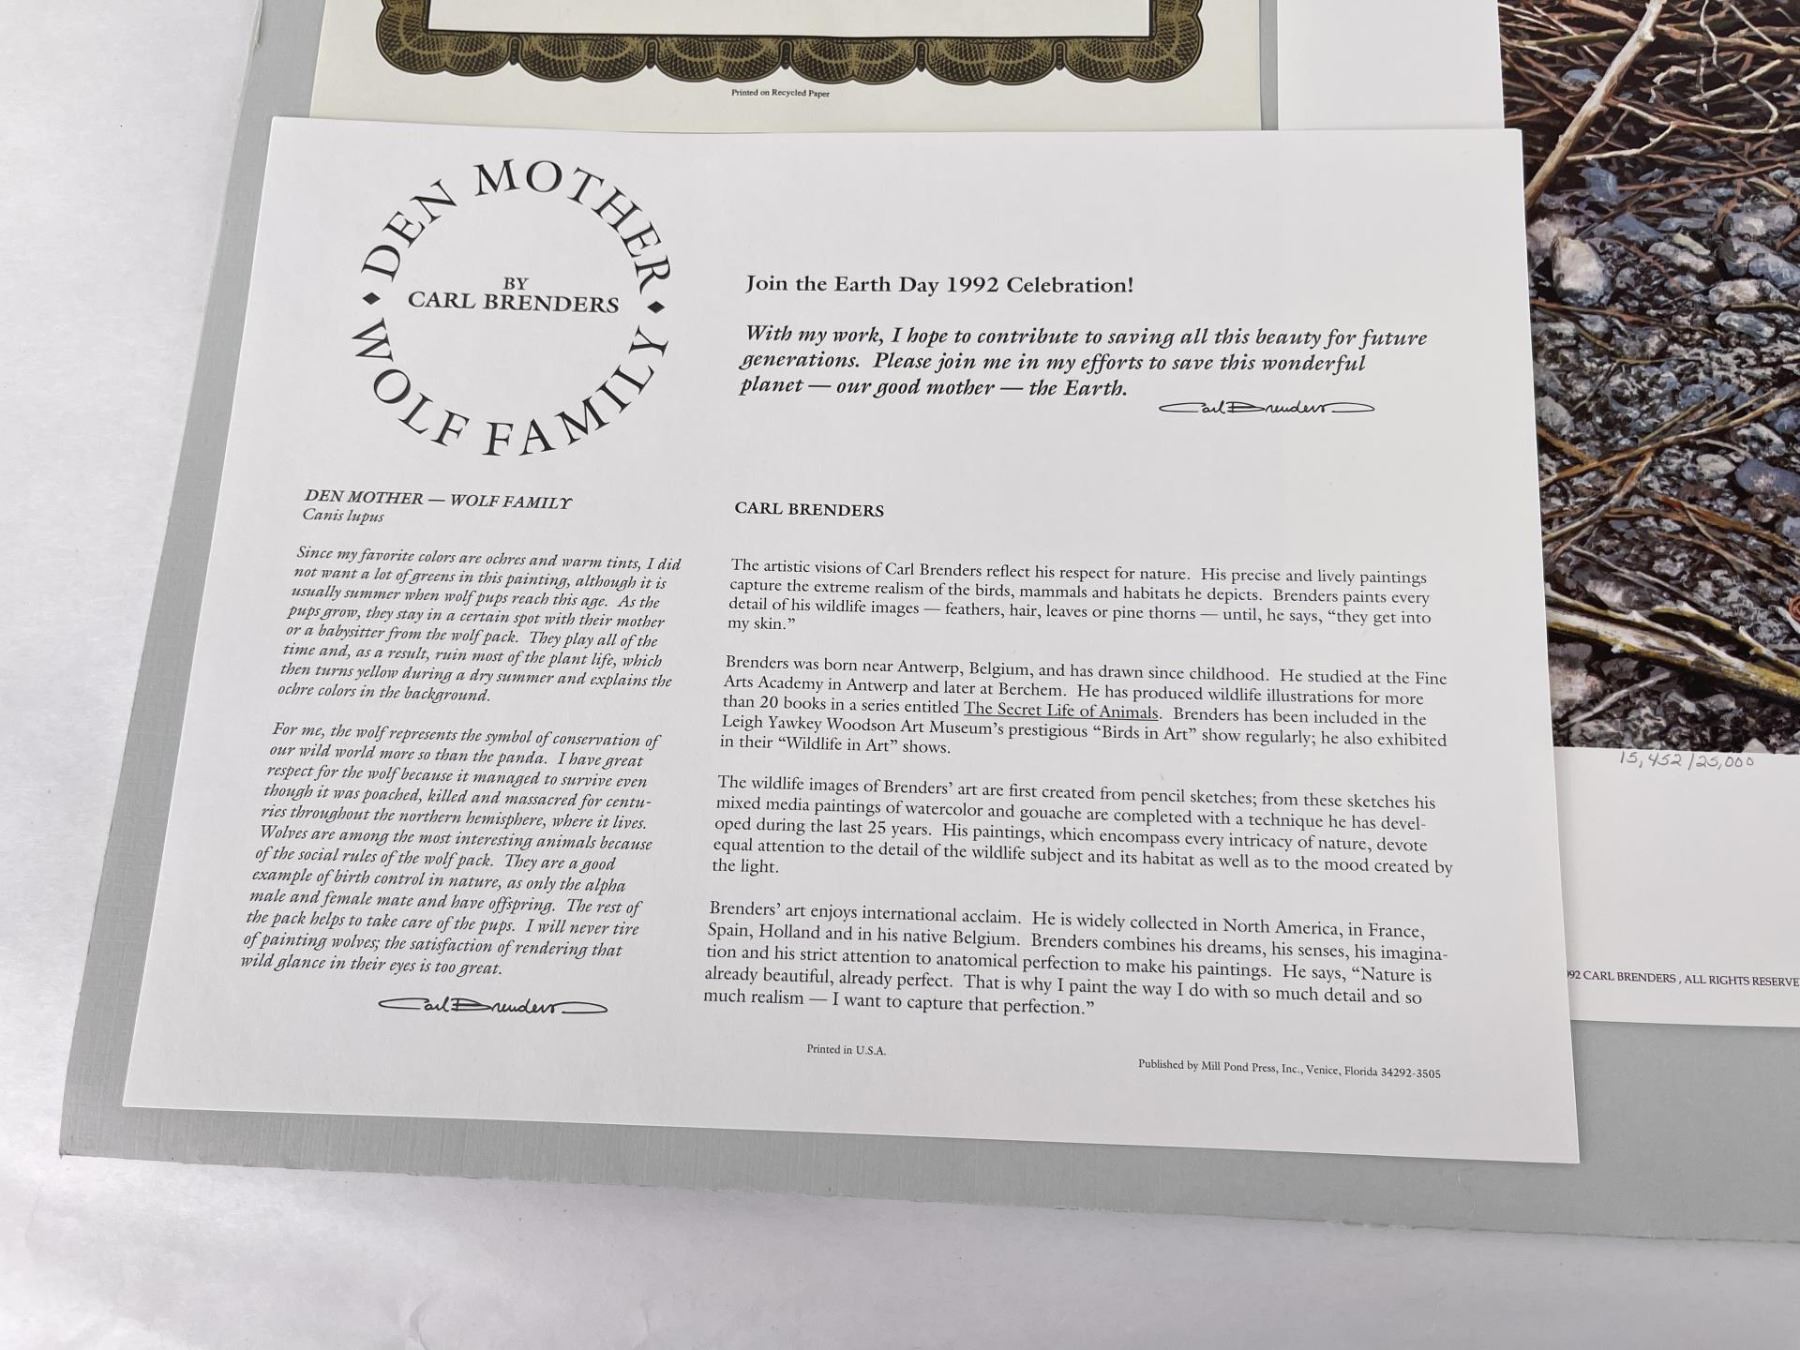 Printed on Recycled Paper
DEN MOTHER
BY
CARL BRENDERS
WOLF FAMILY
Join the Earth Day 1992 Celebration!
With my work, I hope to contribute to saving all this beauty for future
generations. Please join me in my efforts to save this wonderful
planet — our good mother — the Earth.
Carl Brenders
DEN MOTHER — WOLF FAMILY
Canis lupus
Since my favorite colors are ochres and warm tints, I did
not want a lot of greens in this painting, although it is
usually summer when wolf pups reach this age. As the
pups grow, they stay in a certain spot with their mother
or a babysitter from the wolf pack. They play all of the
time and, as a result, ruin most of the plant life, which
then turns yellow during a dry summer and explains the
ochre colors in the background.
For me, the wolf represents the symbol of conservation of
our wild world more so than the panda. I have great
respect for the wolf because it managed to survive even
though it was poached, killed and massacred for centu-
ries throughout the northern hemisphere, where it lives.
Wolves are among the most interesting animals because
of the social rules of the wolf pack. They are a good
example of birth control in nature, as only the alpha
male and female mate and have offspring. The rest of
the pack helps to take care of the pups. I will never tire
of painting wolves; the satisfaction of rendering that
wild glance in their eyes is too great.
Carl Brenders
CARL BRENDERS
The artistic visions of Carl Brenders reflect his respect for nature. His precise and lively paintings
capture the extreme realism of the birds, mammals and habitats he depicts. Brenders paints every
detail of his wildlife images — feathers, hair, leaves or pine thorns — until, he says, “they get into
my skin.”
Brenders was born near Antwerp, Belgium, and has drawn since childhood. He studied at the Fine
Arts Academy in Antwerp and later at Berchem. He has produced wildlife illustrations for more
than 20 books in a series entitled The Secret Life of Animals. Brenders has been included in the
Leigh Yawkey Woodson Art Museum’s prestigious “Birds in Art” show regularly; he also exhibited
in their “Wildlife in Art” shows.
The wildlife images of Brenders’ art are first created from pencil sketches; from these sketches his
mixed media paintings of watercolor and gouache are completed with a technique he has devel-
oped during the last 25 years. His paintings, which encompass every intricacy of nature, devote
equal attention to the detail of the wildlife subject and its habitat as well as to the mood created by
the light.
Brenders’ art enjoys international acclaim. He is widely collected in North America, in France,
Spain, Holland and in his native Belgium. Brenders combines his dreams, his senses, his imagina-
tion and his strict attention to anatomical perfection to make his paintings. He says, “Nature is
already beautiful, already perfect. That is why I paint the way I do with so much detail and so
much realism — I want to capture that perfection.”
Printed in U.S.A.
Published by Mill Pond Press, Inc., Venice, Florida 34292-3505
15,452/25,000
92 CARL BRENDERS, ALL RIGHTS RESERVE